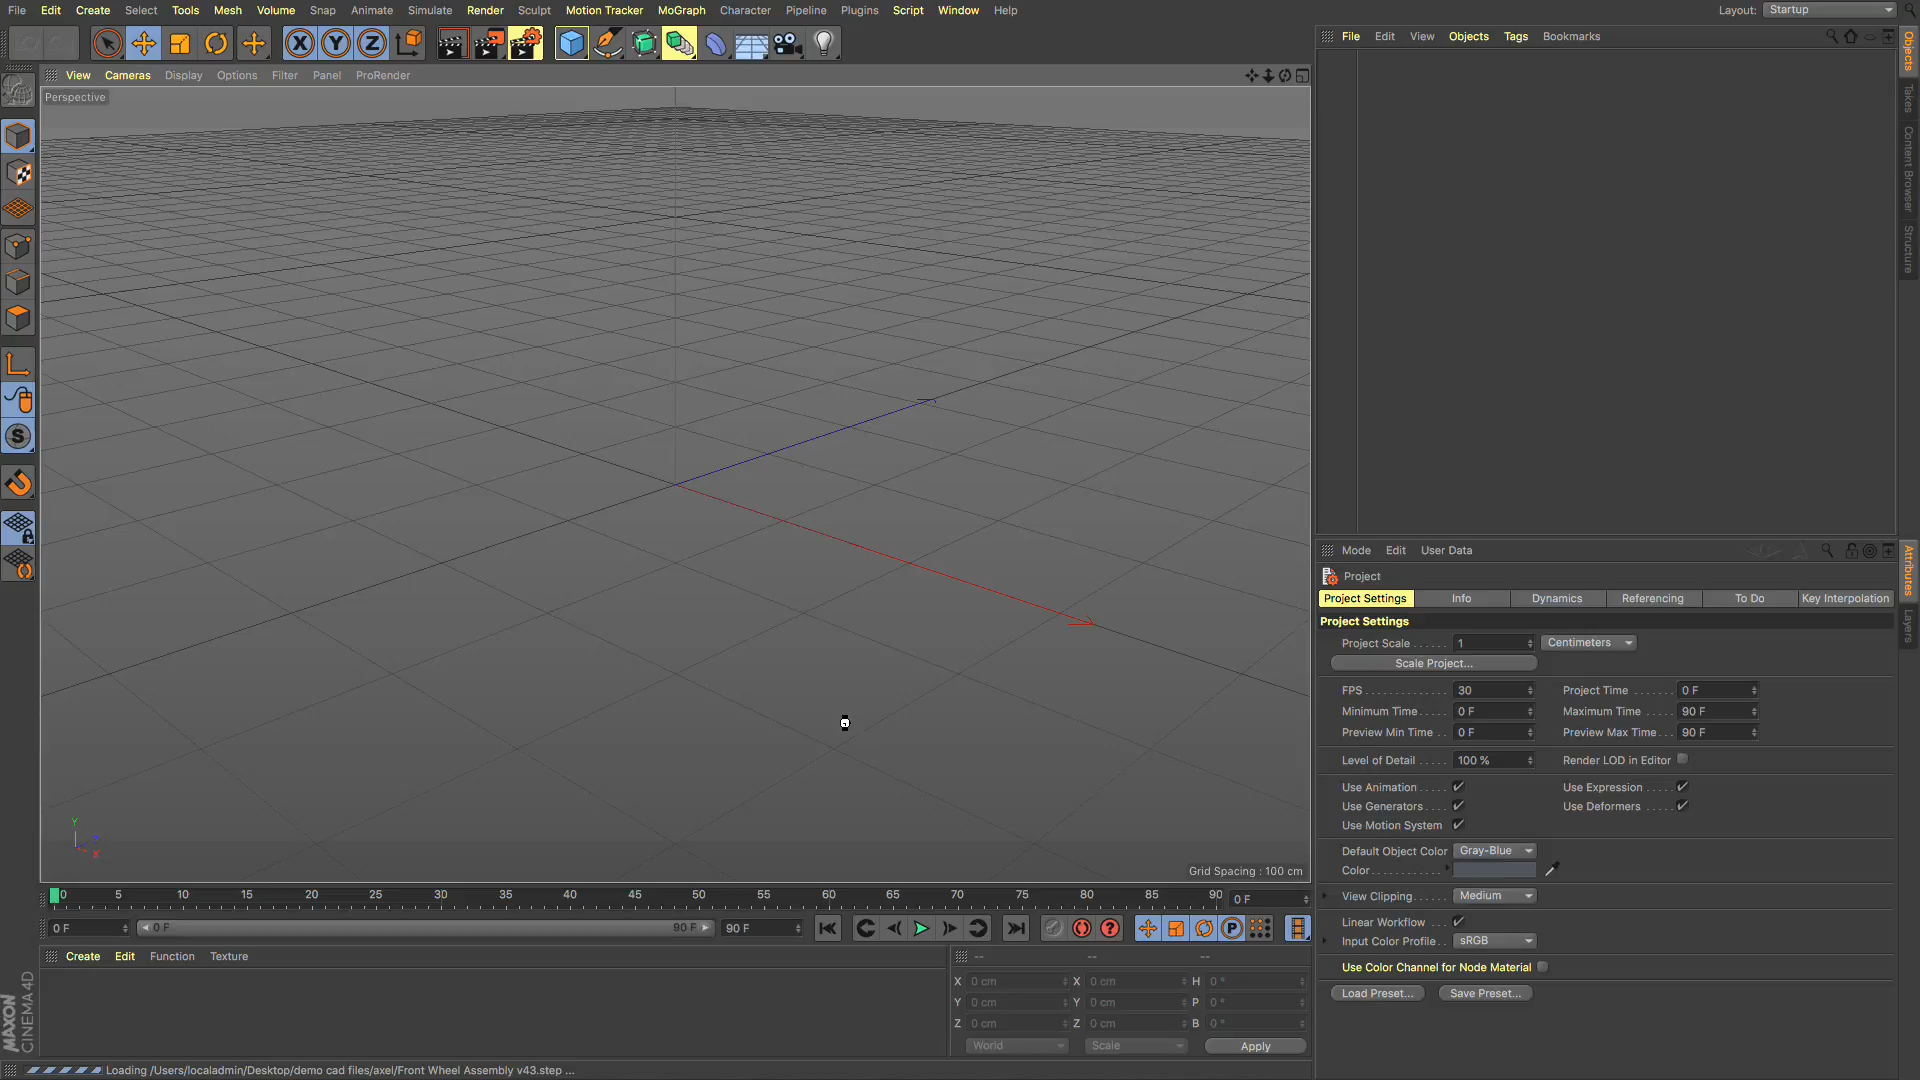 File Edit Create Select Tools Mesh Volume Snap Animate Simulate Render Sculpt Motion Tracker MoGraph Character Pipeline Plugins Script Window Help Layout: Startup
X Y Z
File Edit View Objects Tags Bookmarks
View Cameras Display Options Filter Panel ProRender
Perspective
Objects
Takes
Content Browser
Structure
Mode Edit User Data
Attributes
Layers
Project
Project Settings Info Dynamics Referencing To Do Key Interpolation
Project Settings
Project Scale . . . . . . 1 Centimeters
Scale Project...
FPS . . . . . . . . . . . . . 30 Project Time . . . . . . . 0 F
Minimum Time . . . . . 0 F Maximum Time . . . . . 90 F
Preview Min Time . . 0 F Preview Max Time . . . 90 F
Level of Detail . . . . . 100 % Render LOD in Editor
Use Animation . . . . Use Expression . . . . .
Use Generators . . . . Use Deformers . . . . .
Use Motion System
Default Object Color Gray-Blue
Color . . . . . . . . . . . .
View Clipping. . . . . . Medium
Linear Workflow . . .
Input Color Profile . . sRGB
Use Color Channel for Node Material
Load Preset... Save Preset...
S
Y
X
Grid Spacing : 100 cm
0 5 10 15 20 25 30 35 40 45 50 55 60 65 70 75 80 85 90 0 F
0 F 0 F 90 F 90 F P
Create Edit Function Texture
-- -- --
X 0 cm X 0 cm H 0 °
Y 0 cm Y 0 cm P 0 °
Z 0 cm Z 0 cm B 0 °
World Scale Apply
MAXON
CINEMA 4D
Loading /Users/localadmin/Desktop/demo cad files/axel/Front Wheel Assembly v43.step ...